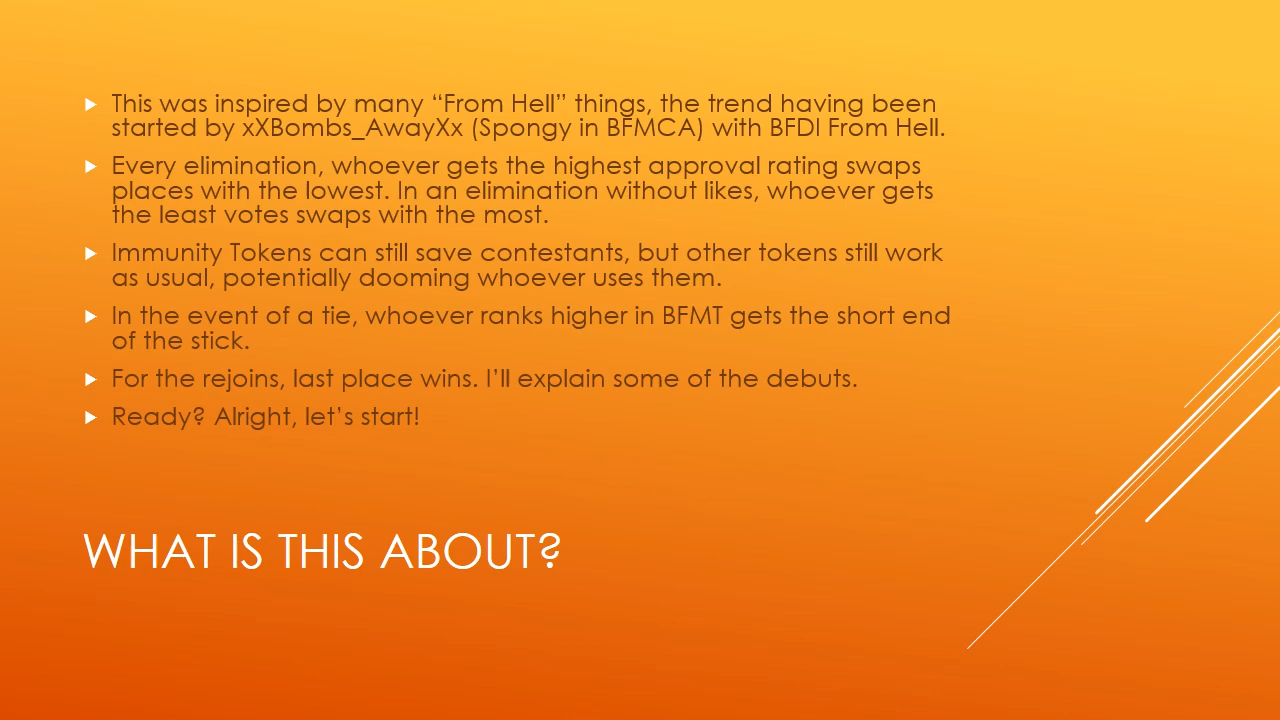 This was inspired by many “From Hell” things, the trend having been
started by xXBombs_AwayXx (Spongy in BFMCA) with BFDI From Hell.
Every elimination, whoever gets the highest approval rating swaps
places with the lowest. In an elimination without likes, whoever gets
the least votes swaps with the most.
Immunity Tokens can still save contestants, but other tokens still work
as usual, potentially dooming whoever uses them.
In the event of a tie, whoever ranks higher in BFMT gets the short end
of the stick.
For the rejoins, last place wins. I’ll explain some of the debuts.
Ready? Alright, let’s start!
WHAT IS THIS ABOUT?